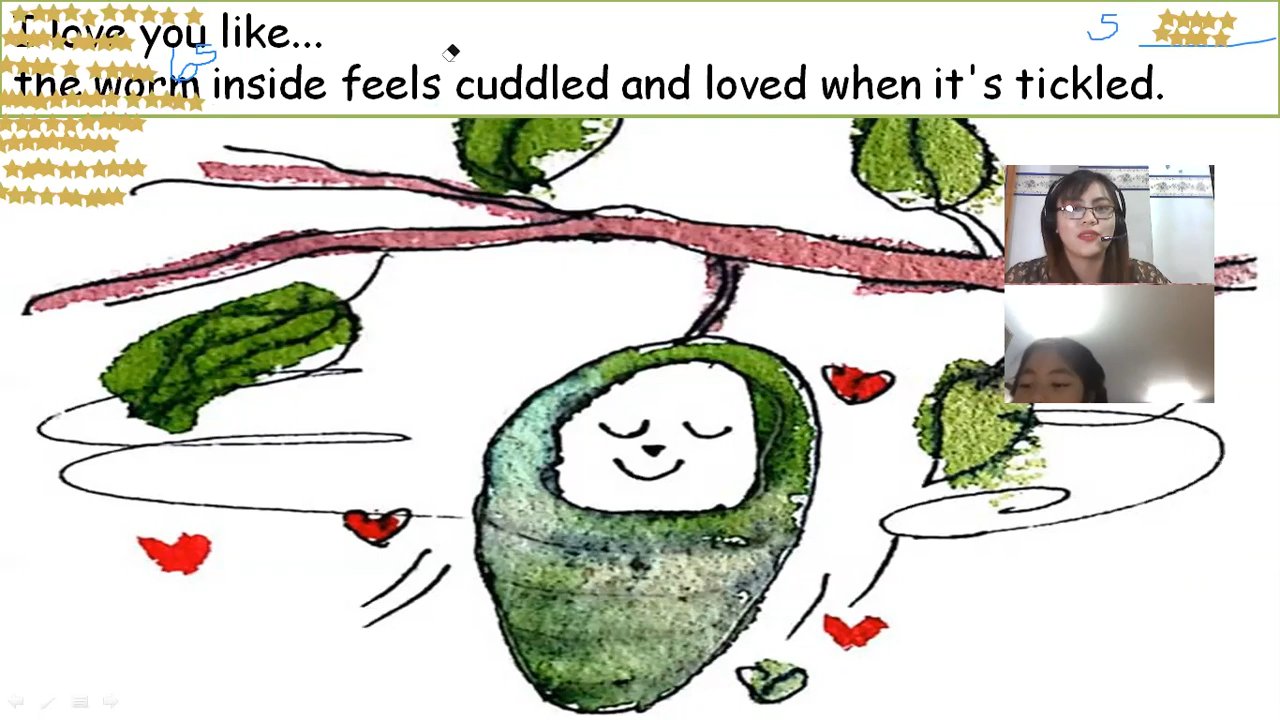 I love you like...
5
the worm inside feels cuddled and loved when it's tickled.